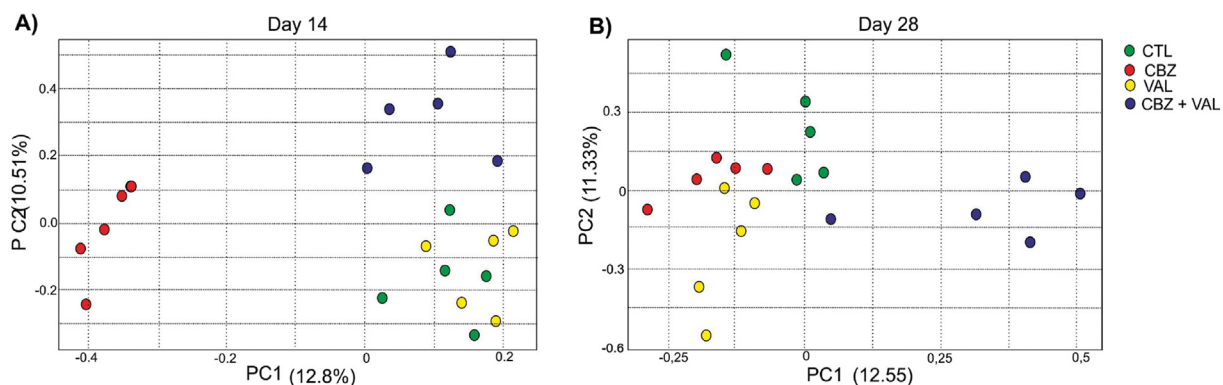 A)
Day 14
P C2(10.51%)
0.4
0.2
0.0
-0.2
-0.4
-0.2
0
0.2
PC1 (12.8%)
B)
Day 28
PC2 (11.33%)
0.3
0
-0.3
-0.6
-0,25
0
0,25
0,5
PC1 (12.55)
CTL
CBZ
VAL
CBZ + VAL